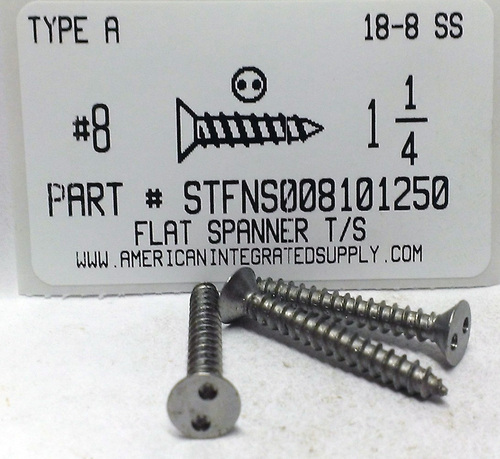 TYPE A 18-8 SS
#8 1 1/4
PART # STFNS008101250
FLAT SPANNER T/S
WWW.AMERICANINTEGRATEDSUPPLY.COM